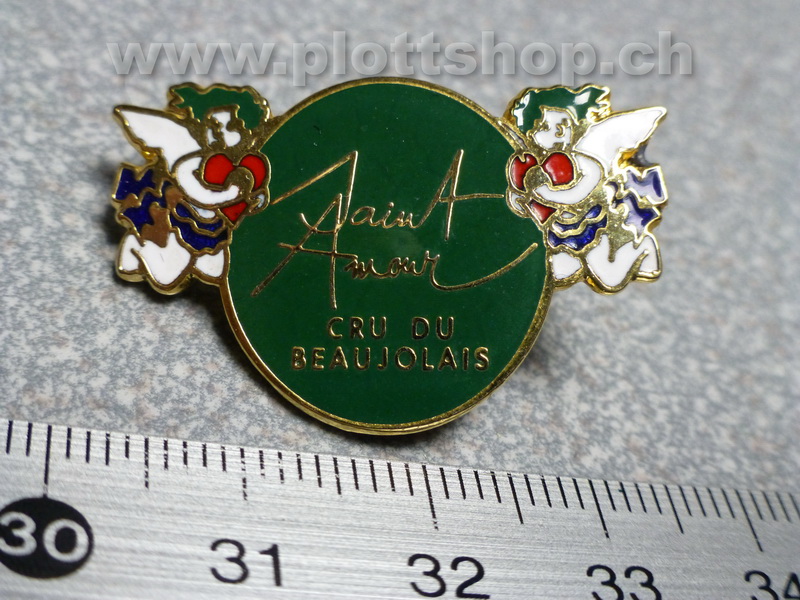 www.plottshop.ch
Saint
Amour
CRU DU
BEAUJOLAIS
30 31 32 33 34